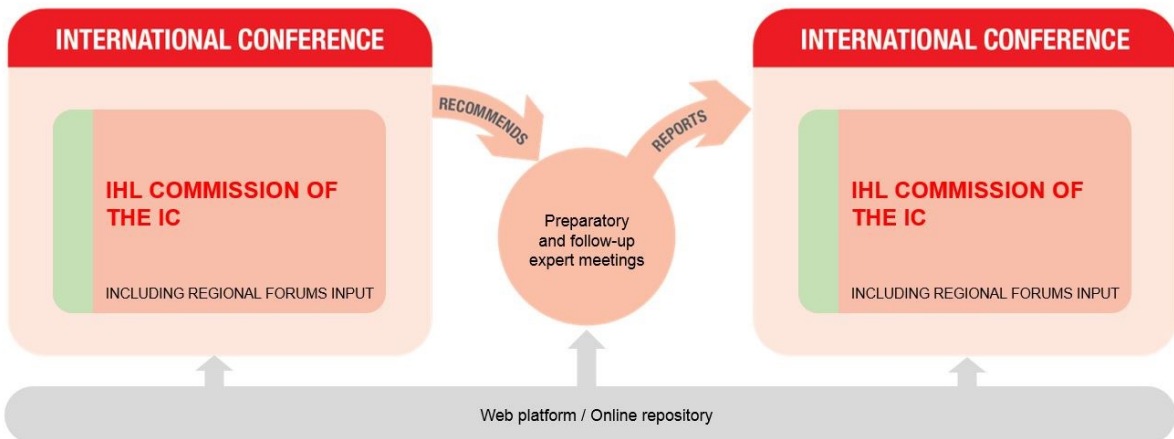 INTERNATIONAL CONFERENCE
IHL COMMISSION OF
THE IC
INCLUDING REGIONAL FORUMS INPUT
RECOMMENDS
Preparatory
and follow-up
expert meetings
REPORTS
INTERNATIONAL CONFERENCE
IHL COMMISSION OF
THE IC
INCLUDING REGIONAL FORUMS INPUT
Web platform / Online repository